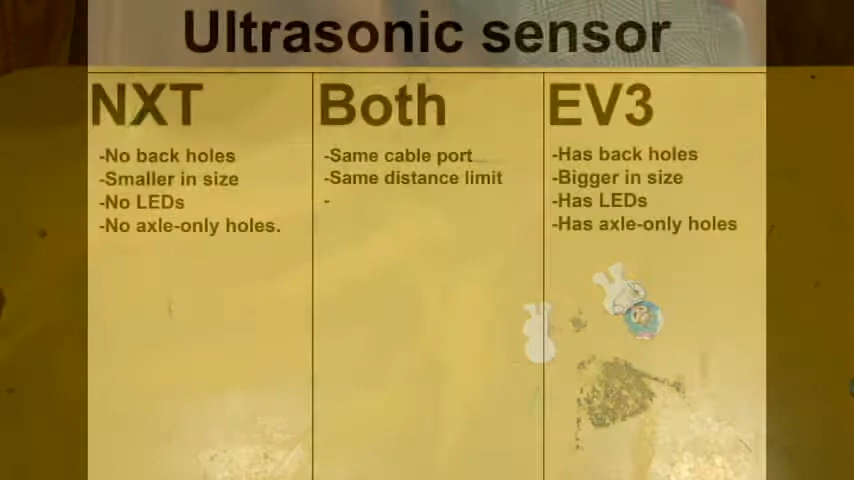 Ultrasonic sensor
NXT
-No back holes
-Smaller in size
-No LEDs
-No axle-only holes.
Both
-Same cable port
-Same distance limit
-
EV3
-Has back holes
-Bigger in size
-Has LEDs
-Has axle-only holes